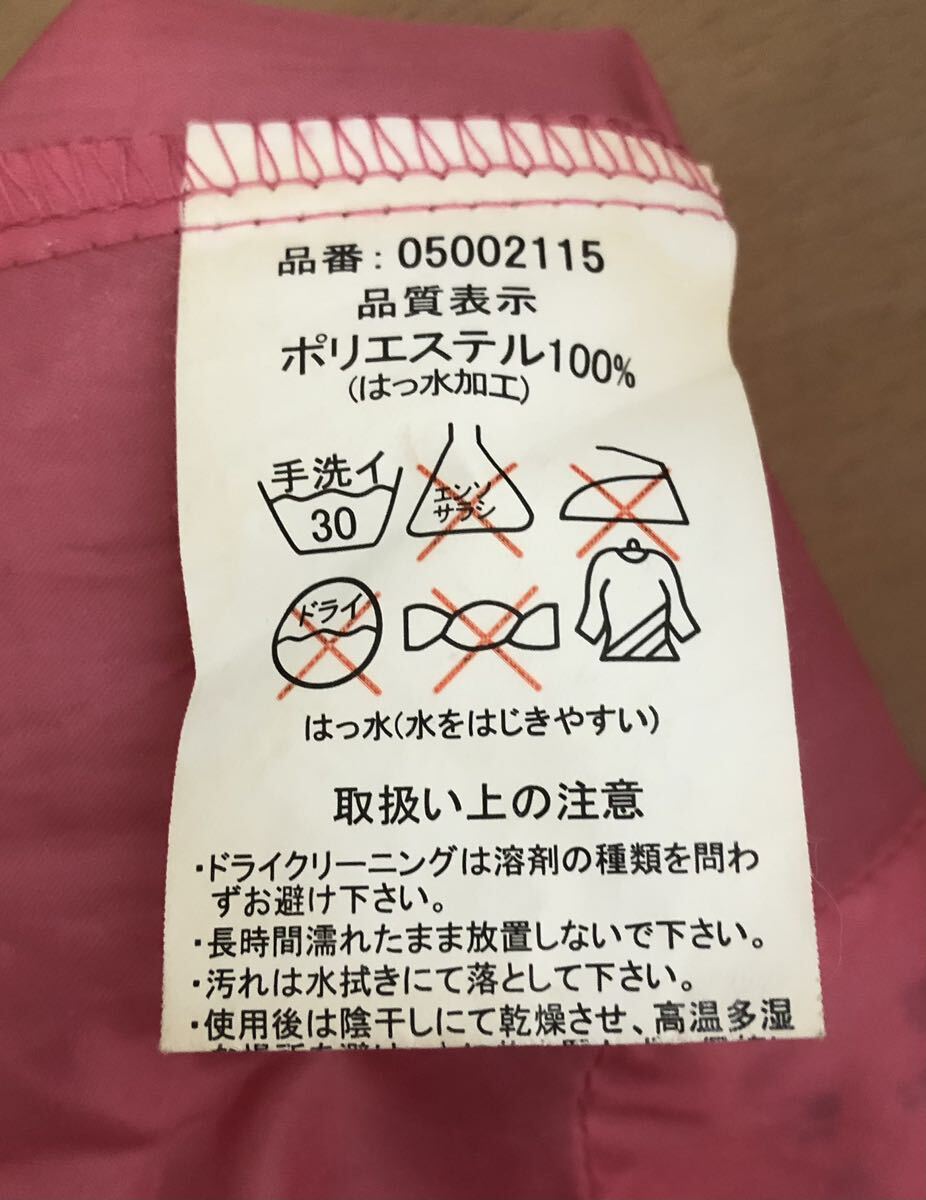 品番：05002115
品質表示
ポリエステル100%
(はっ水加工)
手洗イ
30
エンソ
サラシ
ドライ
はっ水(水をはじきやすい)
取扱い上の注意
・ドライクリーニングは溶剤の種類を問わ
ずお避け下さい。
・長時間濡れたまま放置しないで下さい。
・汚れは水拭きにて落として下さい。
・使用後は陰干しにて乾燥させ、高温多湿